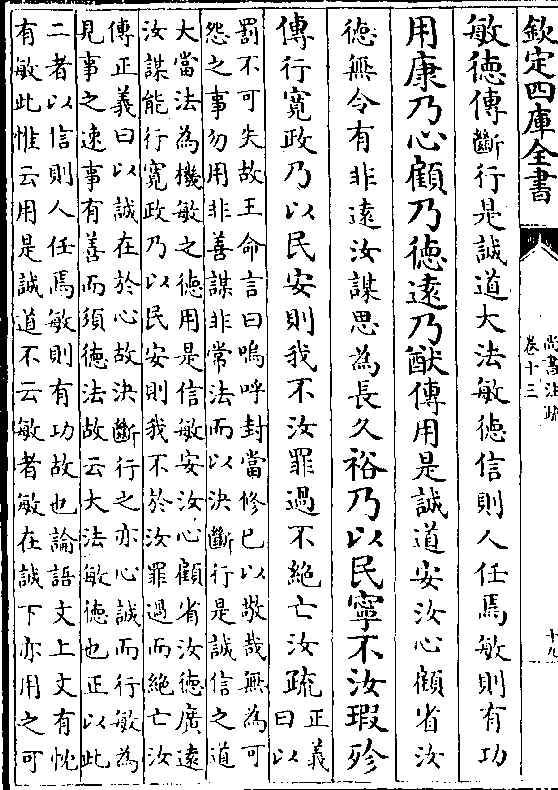 欽定四庫全書
尚書注疏
卷十三
十九
敏德傳斷行是誠道大法敏德信則人任焉敏則有功
用康乃心顧乃德遠乃猷傳用是誠道安汝心顧省汝
德無令有非遠汝謀思為長久裕乃以民寧不汝瑕殄
傳行寬政乃以民安則我不汝罪過不絕亡汝疏
正義
曰以
罰不可失故王命言曰嗚呼封當修已以敬哉無為可
怨之事勿用非善謀非常法而以決斷行是誠信之道
大當法為機敏之德用是信敏安汝心顧省汝德廣遠
汝謀能行寬政乃以民安則我不於汝罪過而絕亡汝
傳正義曰以誠在於心故決斷行之亦心誠而行敏為
見事之速事有善而須德法故云大法敏德也正以此
二者以信則人任焉敏則有功故也論語文上文有忱
有敏此惟云用是誠道不云敏者敏在誠下亦用之可